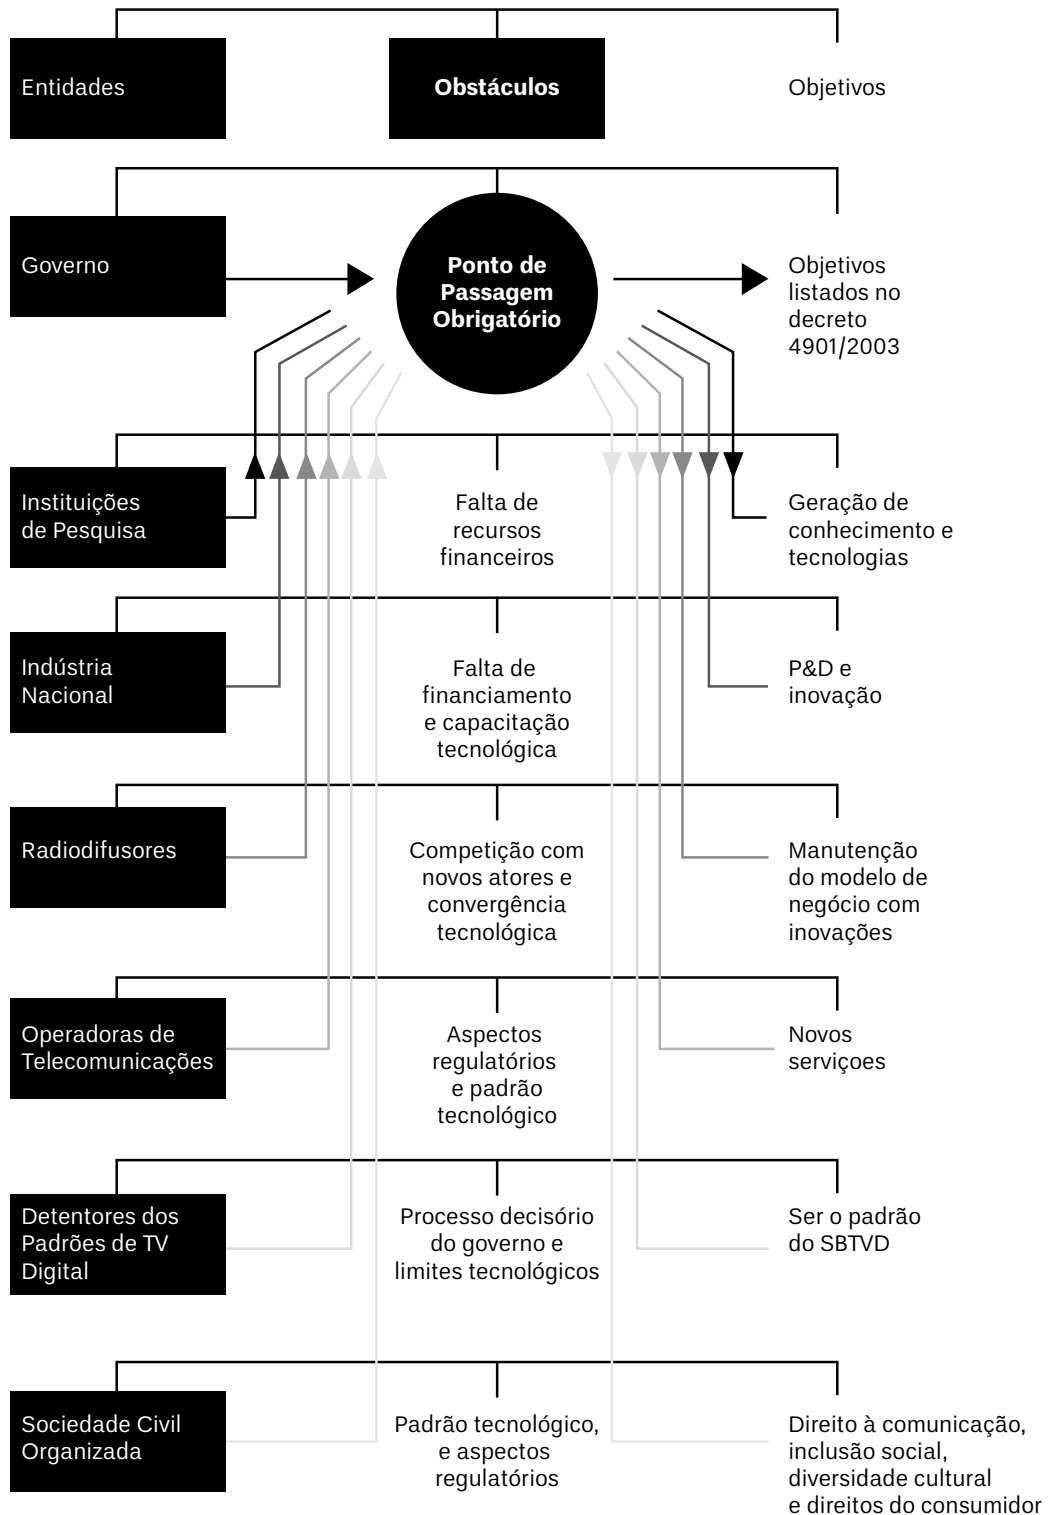 Entidades
Obstáculos
Objetivos
Governo
Ponto de
Passagem
Obrigatório
Objetivos
listados no
decreto
4901/2003
Instituições
de Pesquisa
Falta de
recursos
financeiros
Geração de
conhecimento e
tecnologias
Indústria
Nacional
Falta de
financiamento
e capacitação
tecnológica
P&D e
inovação
Radiodifusores
Competição com
novos atores e
convergência
tecnológica
Manutenção
do modelo de
negócio com
inovações
Operadoras de
Telecomunicações
Aspectos
regulatórios
e padrão
tecnológico
Novos
serviçoes
Detentores dos
Padrões de TV
Digital
Processo decisório
do governo e
limites tecnológicos
Ser o padrão
do SBTVD
Sociedade Civil
Organizada
Padrão tecnológico,
e aspectos
regulatórios
Direito à comunicação,
inclusão social,
diversidade cultural
e direitos do consumidor